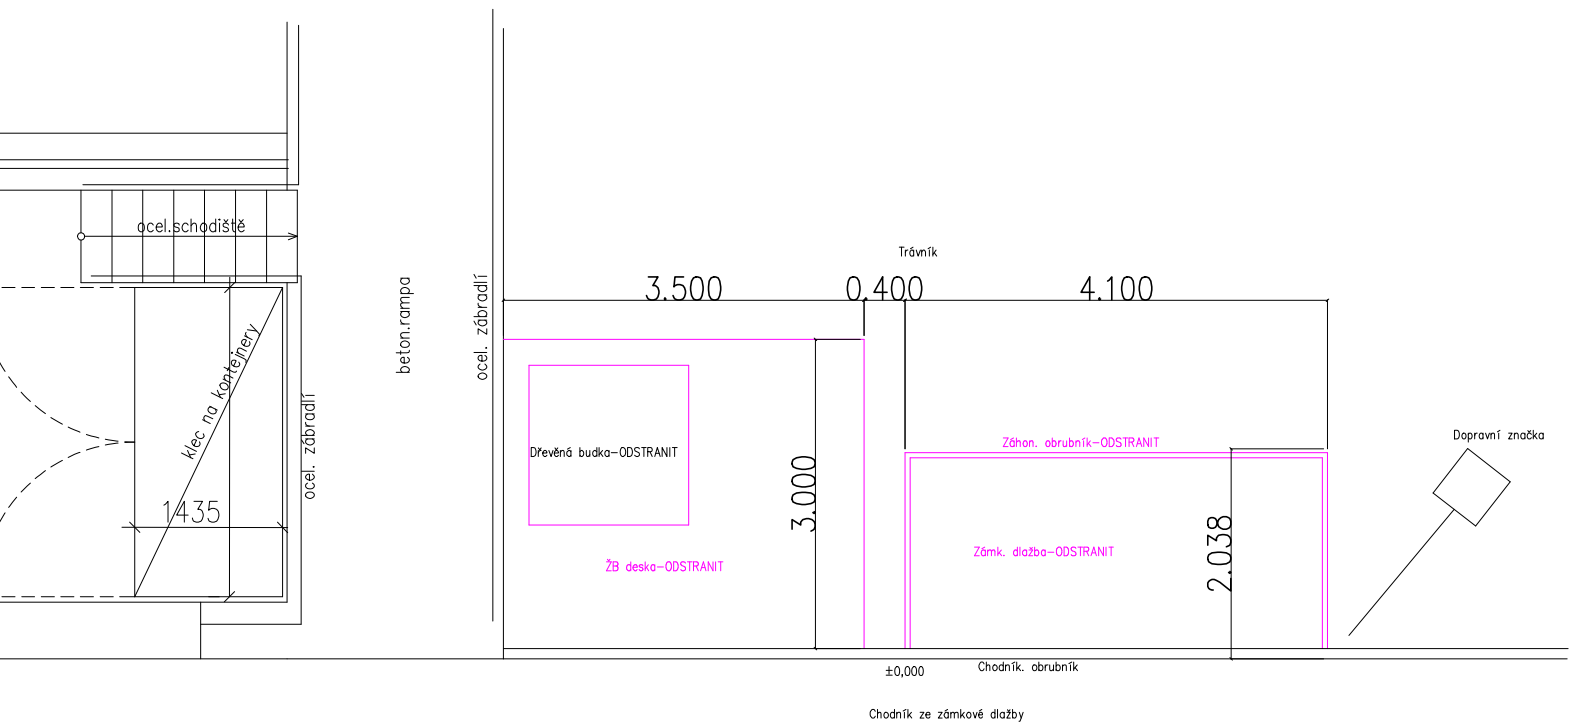 ocel.schodiště
Trávník
3.500
0.400
4.100
beton.rampa
ocel. zábradlí
klec na kontejnery
ocel. zábradlí
Záhon. obrubník-ODSTRANIT
Dopravní značka
Dřevěná budka-ODSTRANIT
3.000
1435
2.038
Zámk. dlažba-ODSTRANIT
ŽB deska-ODSTRANIT
±0,000
Chodník. obrubník
Chodník ze zámkové dlažby